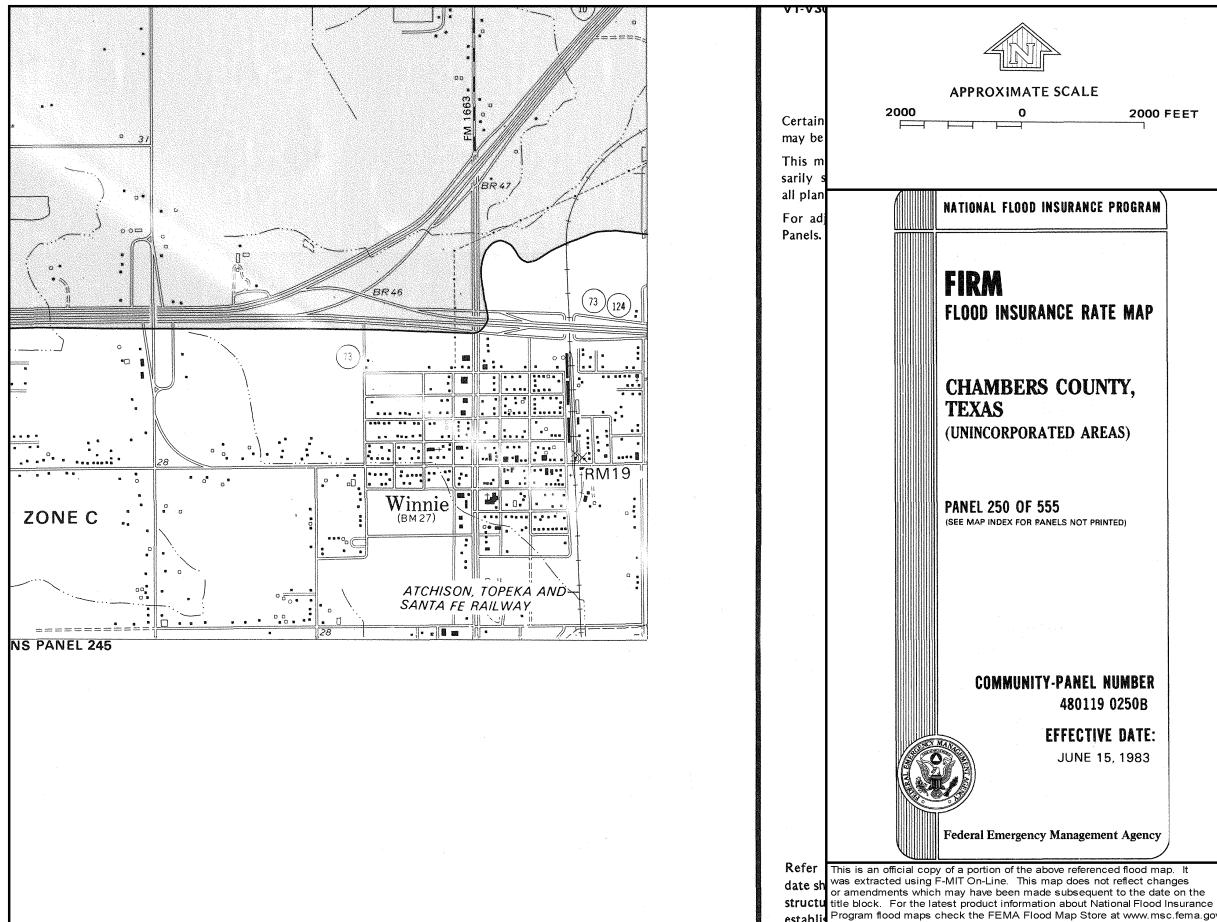 10
FM 1663
31
BR 47
BR 46
73
124
73
28
RM19
Winnie
(BM 27)
ZONE C
ATCHISON, TOPEKA AND
SANTA FE RAILWAY
28
NS PANEL 245
Certain
may be
This m
sarily s
all plan
For ad
Panels.
Refer
date sh
structu
establis
N
APPROXIMATE SCALE
2000 0 2000 FEET
NATIONAL FLOOD INSURANCE PROGRAM
FIRM
FLOOD INSURANCE RATE MAP
CHAMBERS COUNTY,
TEXAS
(UNINCORPORATED AREAS)
PANEL 250 OF 555
(SEE MAP INDEX FOR PANELS NOT PRINTED)
COMMUNITY-PANEL NUMBER
480119 0250B
EFFECTIVE DATE:
JUNE 15, 1983
FEDERAL EMERGENCY MANAGEMENT AGENCY
Federal Emergency Management Agency
This is an official copy of a portion of the above referenced flood map. It
was extracted using F-MIT On-Line. This map does not reflect changes
or amendments which may have been made subsequent to the date on the
title block. For the latest product information about National Flood Insurance
Program flood maps check the FEMA Flood Map Store at www.msc.fema.gov